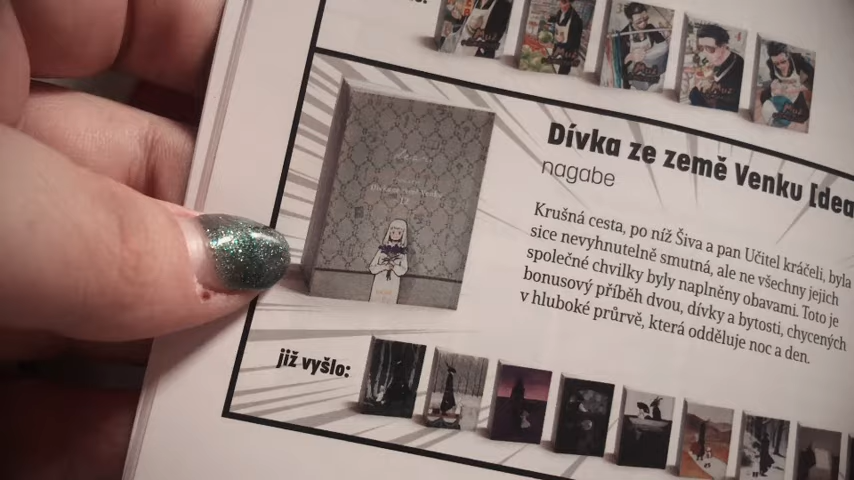 Dívka ze země Venku [dea
nagabe
Krušná cesta, po níž Šiva a pan Učitel kráčeli, byla
sice nevyhnutelně smutná, ale ne všechny jejich
společné chvilky byly naplněny obavami. Toto je
bonusový příběh dvou, dívky a bytosti, chycených
v hluboké průrvě, která odděluje noc a den.
již vyšlo: